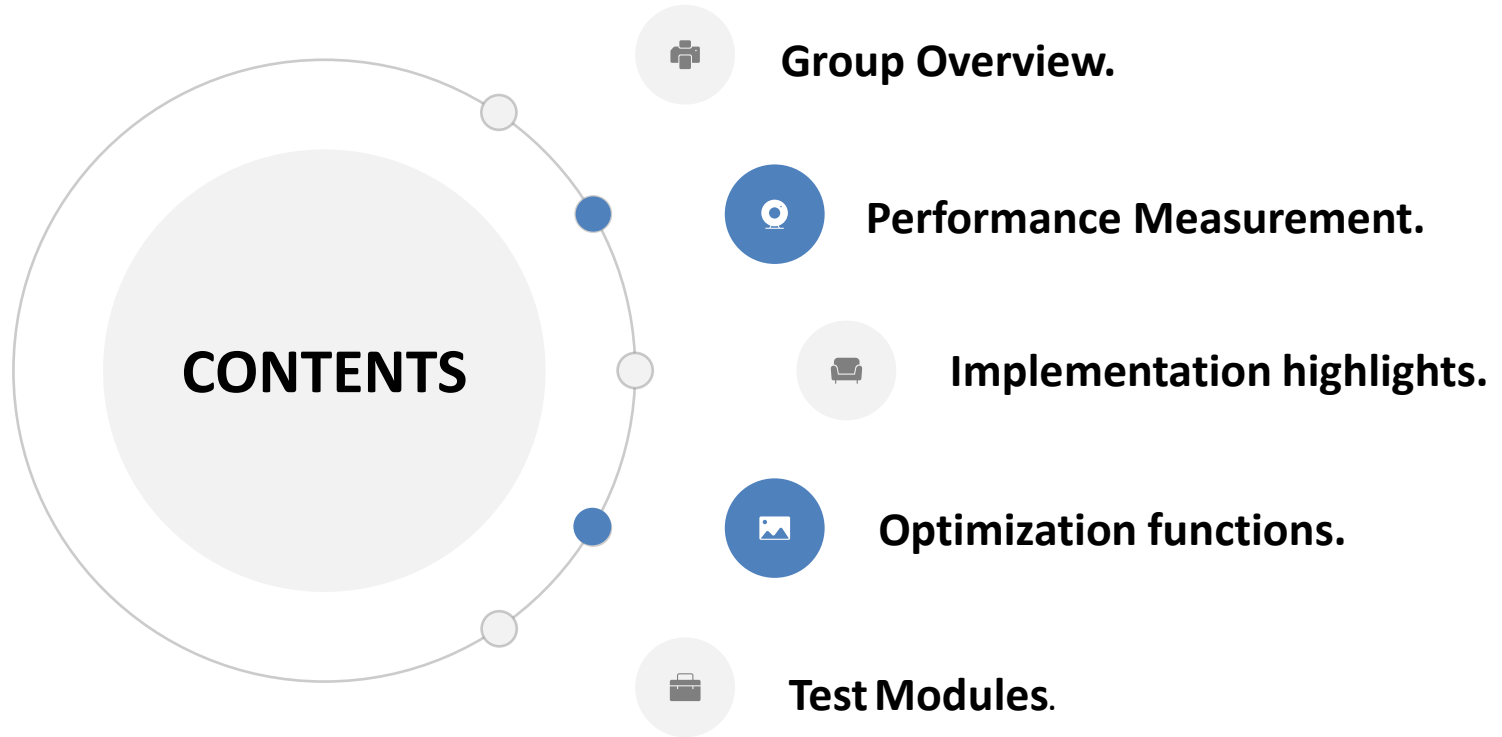 Group Overview.
Performance Measurement.
CONTENTS
Implementation highlights.
Optimization functions.
Test Modules.